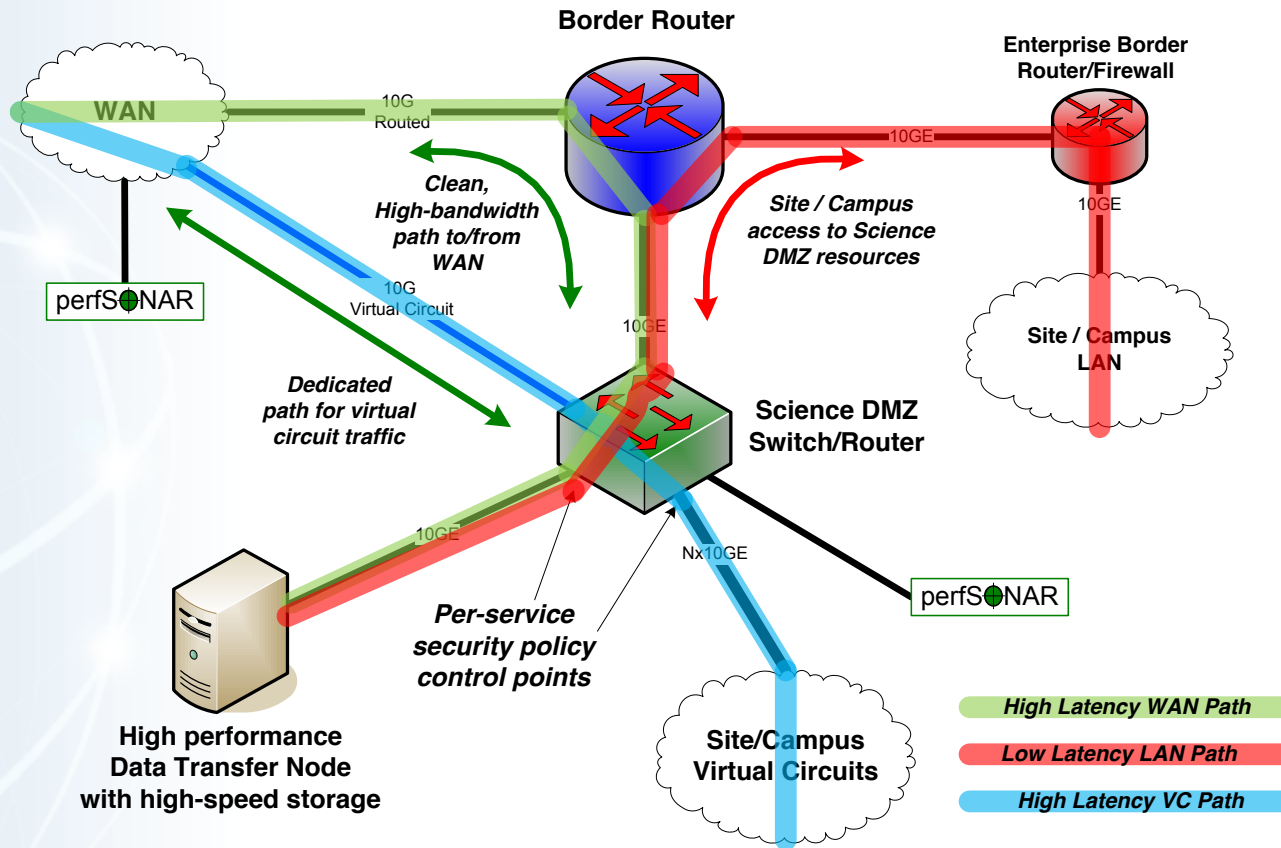 Border Router
Enterprise Border
Router/Firewall
WAN
10G
Routed
10GE
10GE
Clean,
High-bandwidth
path to/from
WAN
Site / Campus
access to Science
DMZ resources
perfSONAR
10G
Virtual Circuit
10GE
Site / Campus
LAN
Dedicated
path for virtual
circuit traffic
Science DMZ
Switch/Router
10GE
Nx10GE
perfSONAR
Per-service
security policy
control points
High performance
Data Transfer Node
with high-speed storage
Site/Campus
Virtual Circuits
High Latency WAN Path
Low Latency LAN Path
High Latency VC Path